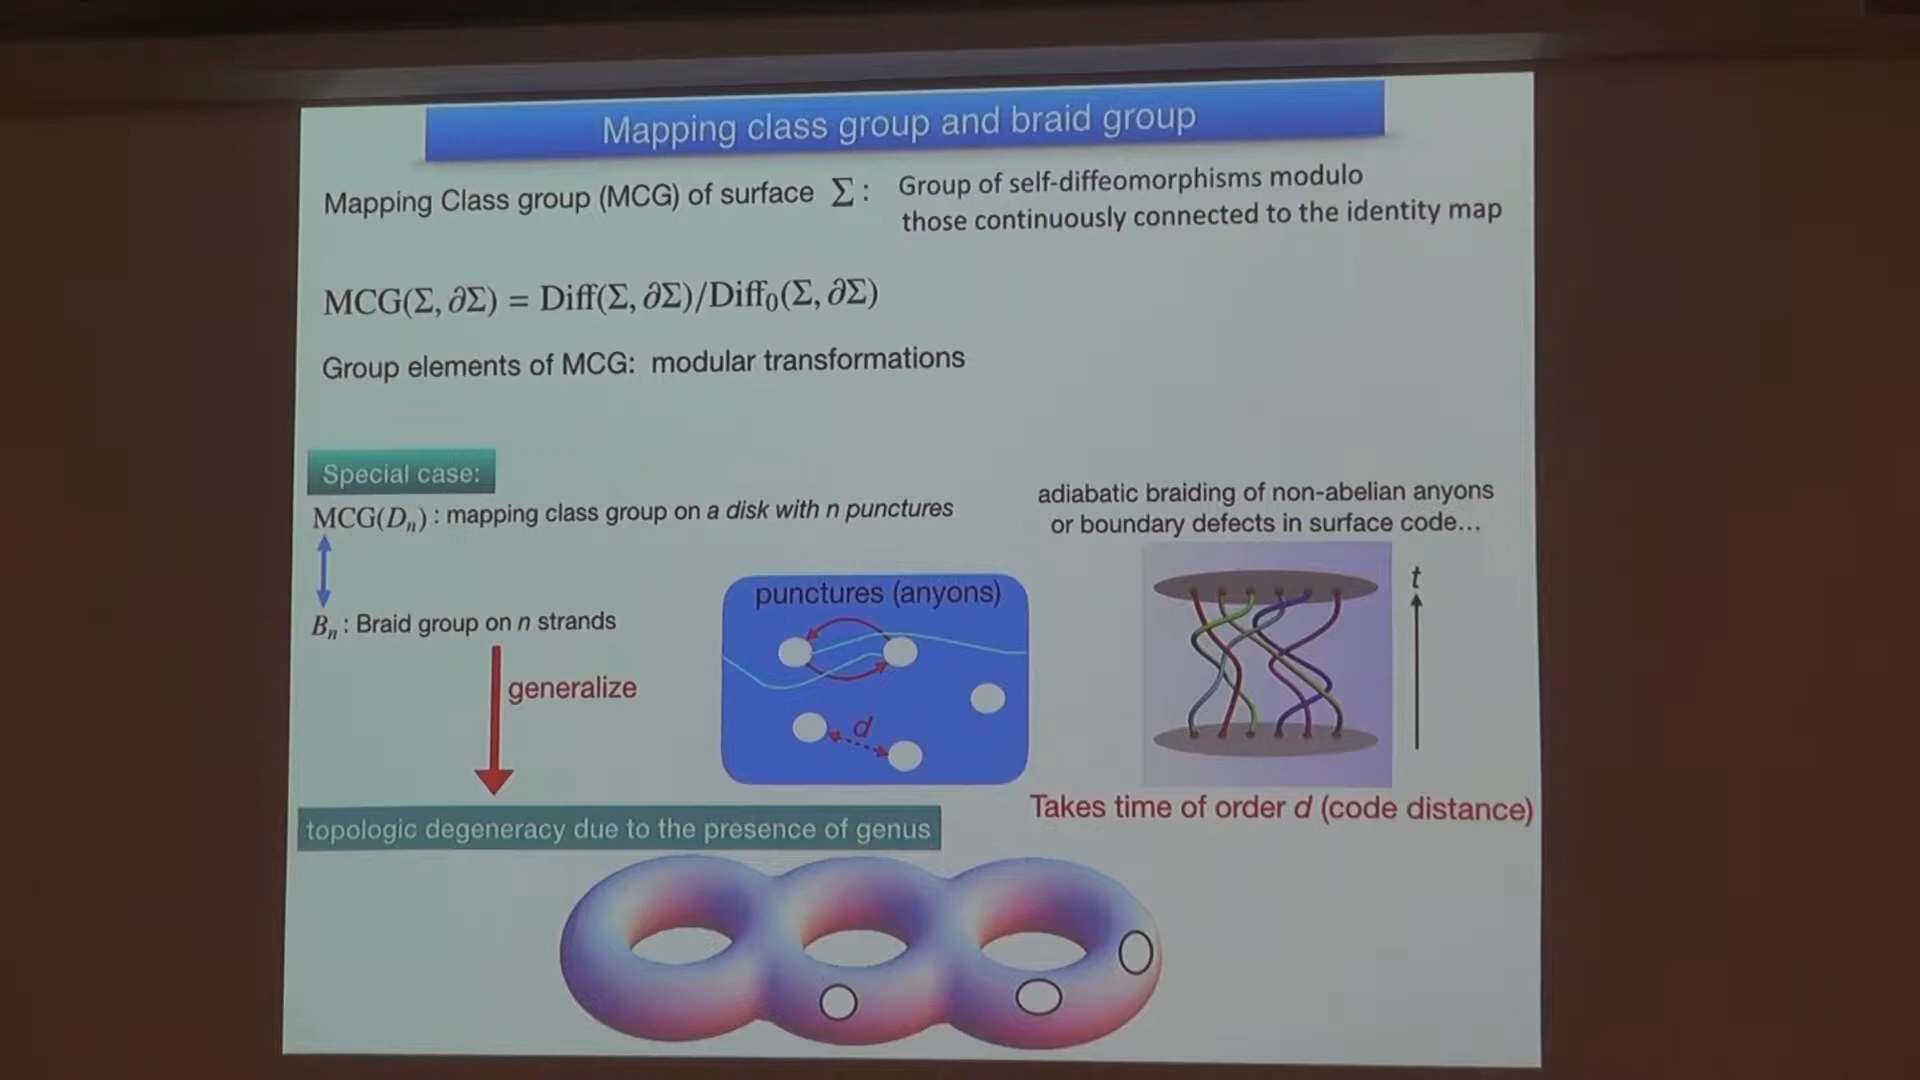 Mapping class group and braid group
Mapping Class group (MCG) of surface Σ : Group of self-diffeomorphisms modulo
those continuously connected to the identity map
MCG(Σ, ∂Σ) = Diff(Σ, ∂Σ)/Diff₀(Σ, ∂Σ)
Group elements of MCG: modular transformations
Special case:
MCG(Dₙ) : mapping class group on a disk with n punctures
Bₙ : Braid group on n strands
generalize
punctures (anyons)
d
adiabatic braiding of non-abelian anyons
or boundary defects in surface code...
t
Takes time of order d (code distance)
topologic degeneracy due to the presence of genus